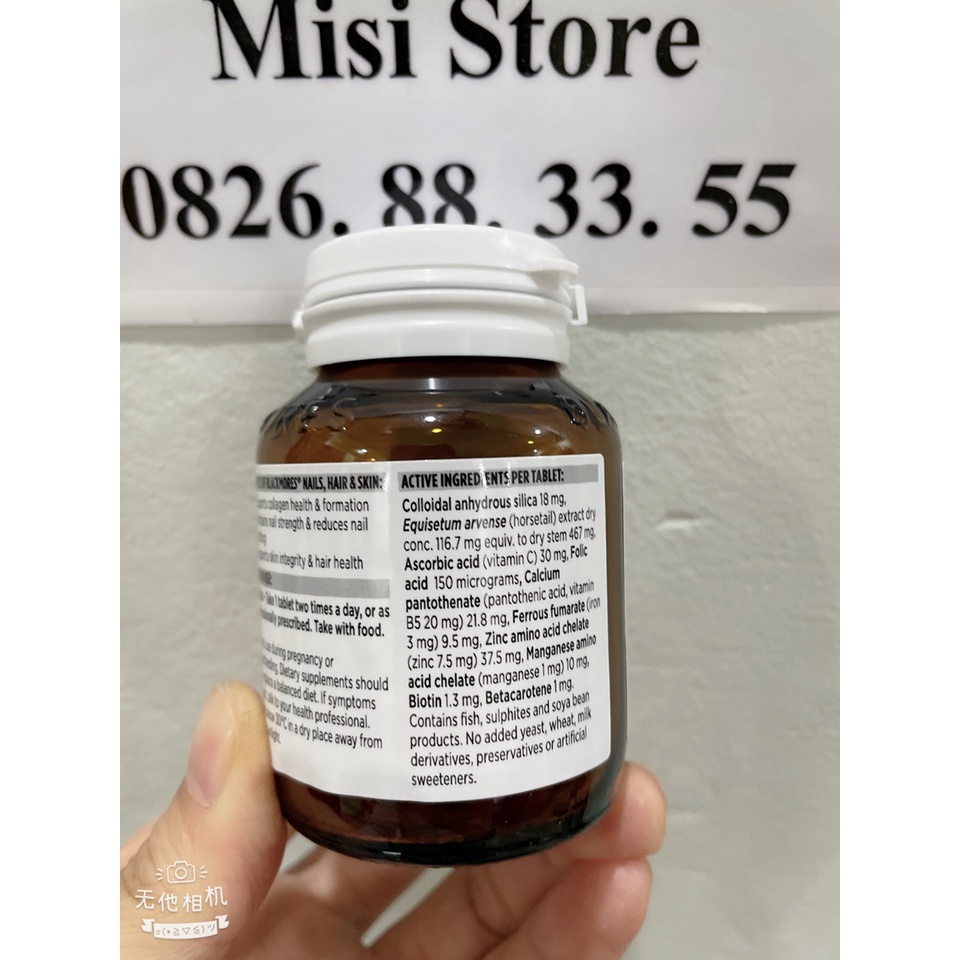 Misi Store
0826. 88. 33. 55
BLACKMORES® NAILS, HAIR & SKIN:
collagen health & formation
nail strength & reduces nail
skin integrity & hair health
Take 1 tablet two times a day, or as
prescribed. Take with food.
use during pregnancy or
Dietary supplements should
a balanced diet. If symptoms
to your health professional.
30°C in a dry place away from
ACTIVE INGREDIENTS PER TABLET:
Colloidal anhydrous silica 18 mg,
Equisetum arvense (horsetail) extract dry
conc. 116.7 mg equiv. to dry stem 467 mg,
Ascorbic acid (vitamin C) 30 mg, Folic
acid 150 micrograms, Calcium
pantothenate (pantothenic acid, vitamin
B5 20 mg) 21.8 mg, Ferrous fumarate (iron
3 mg) 9.5 mg, Zinc amino acid chelate
(zinc 7.5 mg) 37.5 mg, Manganese amino
acid chelate (manganese 1 mg) 10 mg,
Biotin 1.3 mg, Betacarotene 1 mg.
Contains fish, sulphites and soya bean
products. No added yeast, wheat, milk
derivatives, preservatives or artificial
sweeteners.
无他相机